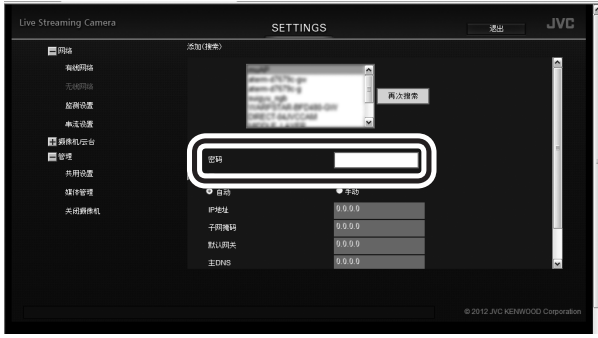 Live Streaming Camera
SETTINGS
退出
JVC
网络
有线网络
无线网络
监测设置
串流设置
摄像机/云台
管理
共用设置
媒体管理
关闭摄像机
添加(搜索)
再次搜索
密码
自动
手动
IP地址
0.0.0.0
子网掩码
0.0.0.0
默认网关
0.0.0.0
主DNS
0.0.0.0
© 2012 JVC KENWOOD Corporation